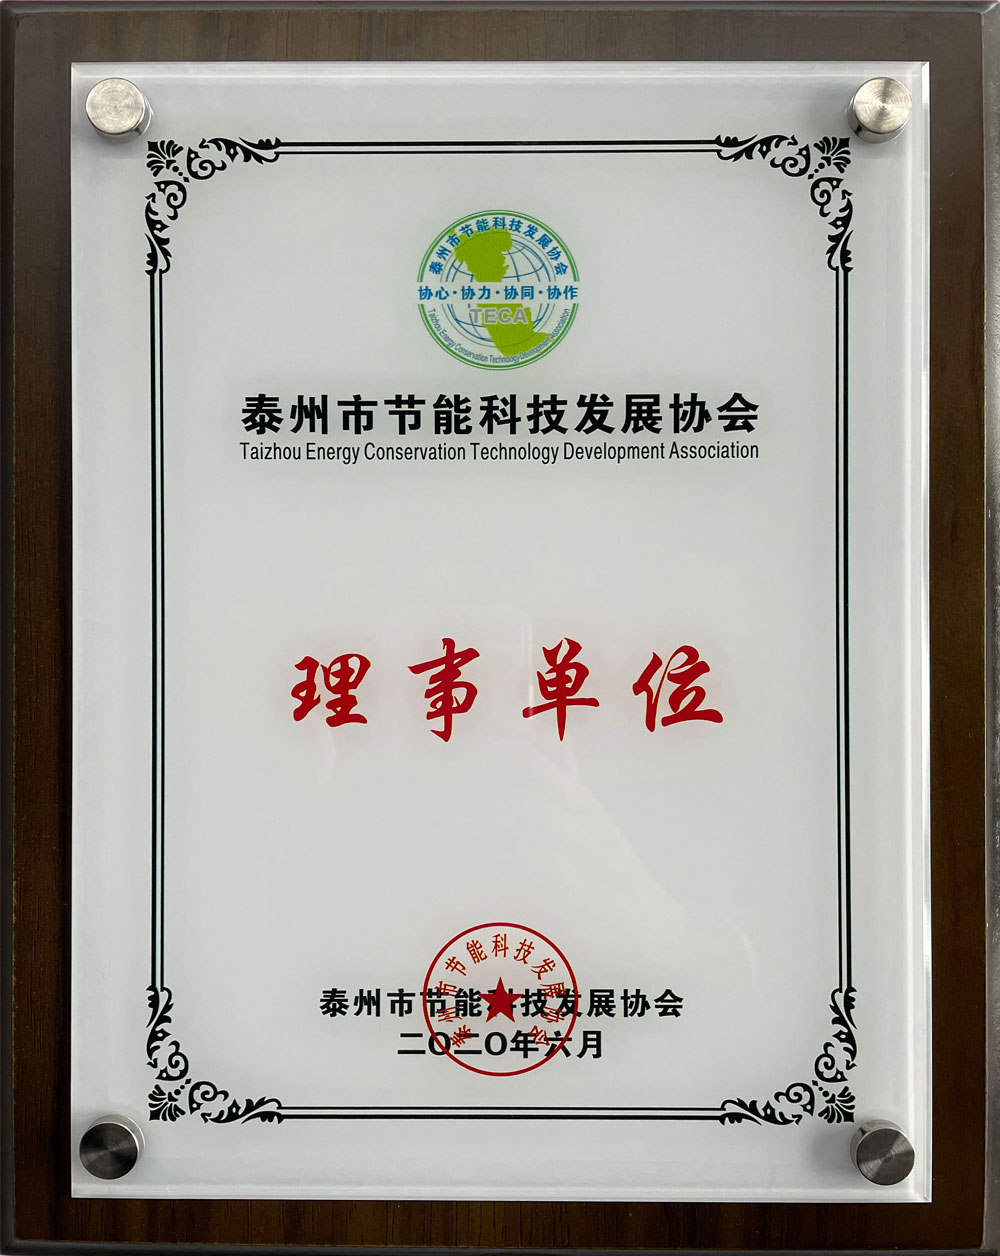 泰州市节能科技发展协会
协心·协力·协同·协作
TECA
Taizhou Energy Conservation Technology Development Association
泰州市节能科技发展协会
Taizhou Energy Conservation Technology Development Association
理事单位
泰州市节能科技发展协会
泰州市节能科技发展协会
二〇二〇年六月